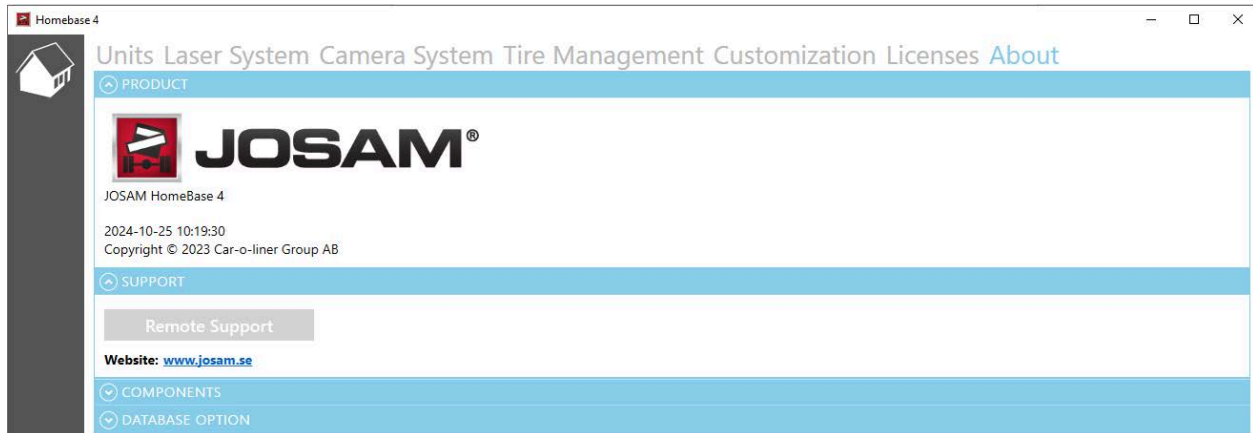 Homebase 4
Units Laser System Camera System Tire Management Customization Licenses About
PRODUCT
JOSAM®
JOSAM HomeBase 4
2024-10-25 10:19:30
Copyright © 2023 Car-o-liner Group AB
SUPPORT
Remote Support
Website: www.josam.se
COMPONENTS
DATABASE OPTION